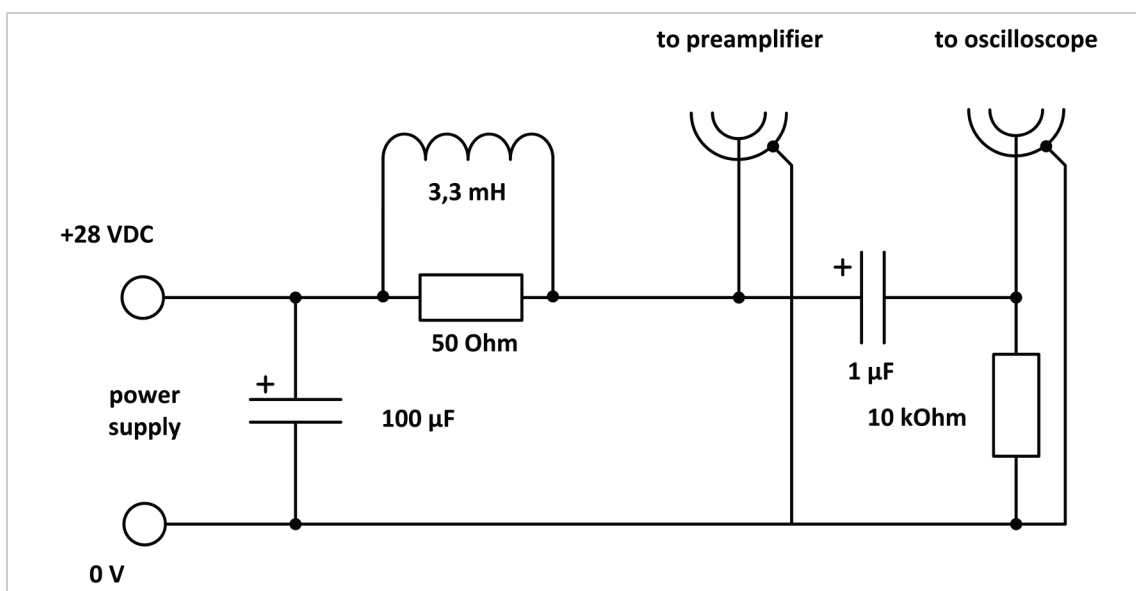 to preamplifier
to oscilloscope
3,3 mH
+28 VDC
+
50 Ohm
1 µF
power
supply
+
100 µF
10 kOhm
0 V